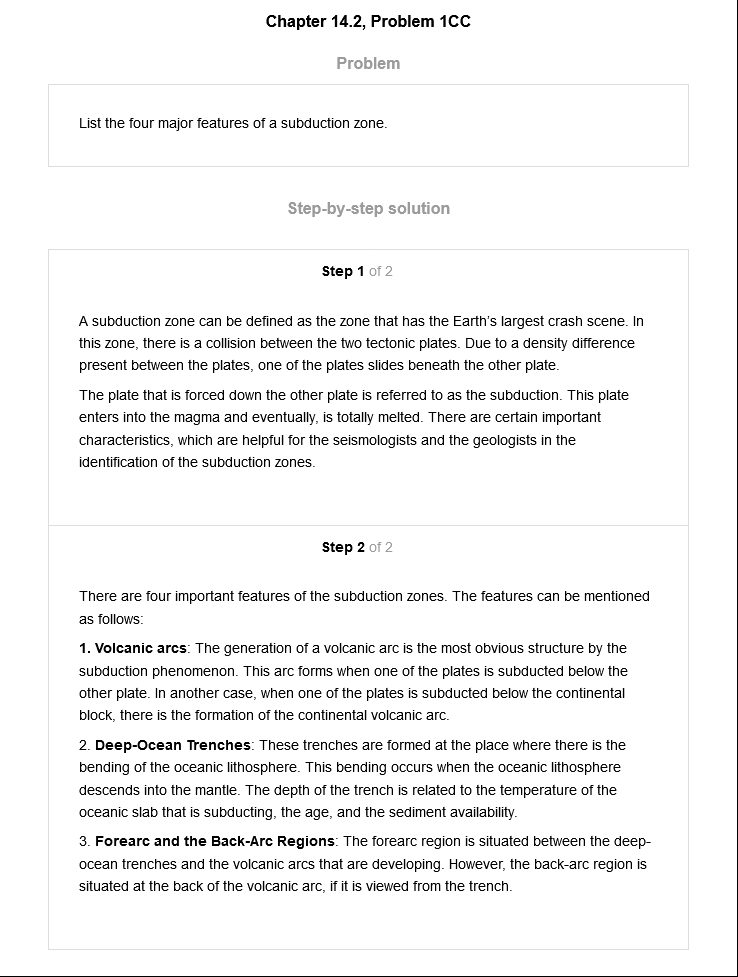 Chapter 14.2, Problem 1CC
Problem
List the four major features of a subduction zone.
Step-by-step solution
Step 1 of 2
A subduction zone can be defined as the zone that has the Earth's largest crash scene. In
this zone, there is a collision between the two tectonic plates. Due to a density difference
present between the plates, one of the plates slides beneath the other plate.
The plate that is forced down the other plate is referred to as the subduction. This plate
enters into the magma and eventually, is totally melted. There are certain important
characteristics, which are helpful for the seismologists and the geologists in the
identification of the subduction zones.
Step 2 of 2
There are four important features of the subduction zones. The features can be mentioned
as follows:
1. Volcanic arcs: The generation of a volcanic arc is the most obvious structure by the
subduction phenomenon. This arc forms when one of the plates is subducted below the
other plate. In another case, when one of the plates is subducted below the continental
block, there is the formation of the continental volcanic arc.
2. Deep-Ocean Trenches: These trenches are formed at the place where there is the
bending of the oceanic lithosphere. This bending occurs when the oceanic lithosphere
descends into the mantle. The depth of the trench is related to the temperature of the
oceanic slab that is subducting, the age, and the sediment availability.
3. Forearc and the Back-Arc Regions: The forearc region is situated between the deep-
ocean trenches and the volcanic arcs that are developing. However, the back-arc region is
situated at the back of the volcanic arc, if it is viewed from the trench.